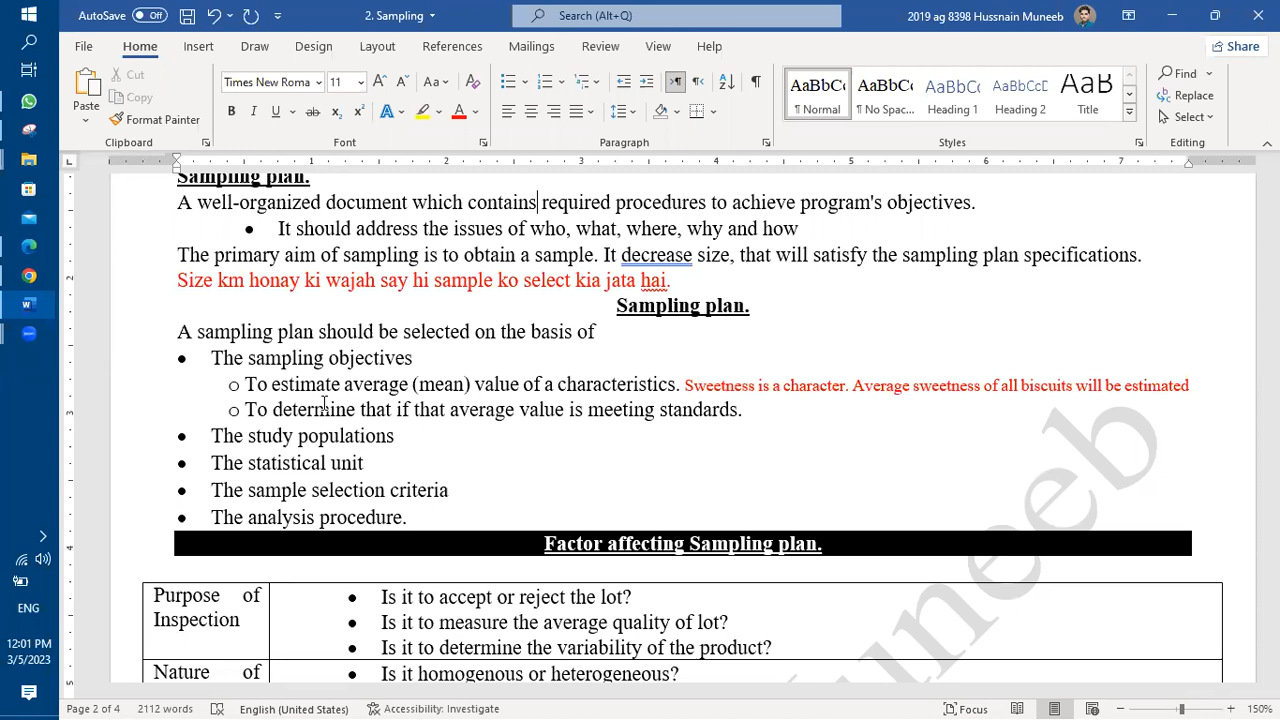 AutoSave Off 2. Sampling Search (Alt+Q) 2019 ag 8398 Hussnain Muneeb
File Home Insert Draw Design Layout References Mailings Review View Help Share
Paste Cut Copy Format Painter
Times New Roma 11 Aa
AaBbCc AaBbCc AaBbC AaBbCc AaB
¶ Normal ¶ No Spac... Heading 1 Heading 2 Title
Find Replace Select
Clipboard Font Paragraph Styles Editing
1 2 3 4 5 6 7
Sampling plan.
A well-organized document which contains required procedures to achieve program's objectives.
• It should address the issues of who, what, where, why and how
The primary aim of sampling is to obtain a sample. It decrease size, that will satisfy the sampling plan specifications.
Size km honay ki wajah say hi sample ko select kia jata hai.
Sampling plan.
A sampling plan should be selected on the basis of
• The sampling objectives
o To estimate average (mean) value of a characteristics. Sweetness is a character. Average sweetness of all biscuits will be estimated
o To determine that if that average value is meeting standards.
• The study populations
• The statistical unit
• The sample selection criteria
• The analysis procedure.
Factor affecting Sampling plan.
Purpose of Inspection
• Is it to accept or reject the lot?
• Is it to measure the average quality of lot?
• Is it to determine the variability of the product?
Nature of
• Is it homogenous or heterogeneous?
Muneeb
ENG
12:01 PM
3/5/2023
Page 2 of 4 2112 words English (United States) Accessibility: Investigate Focus 150%